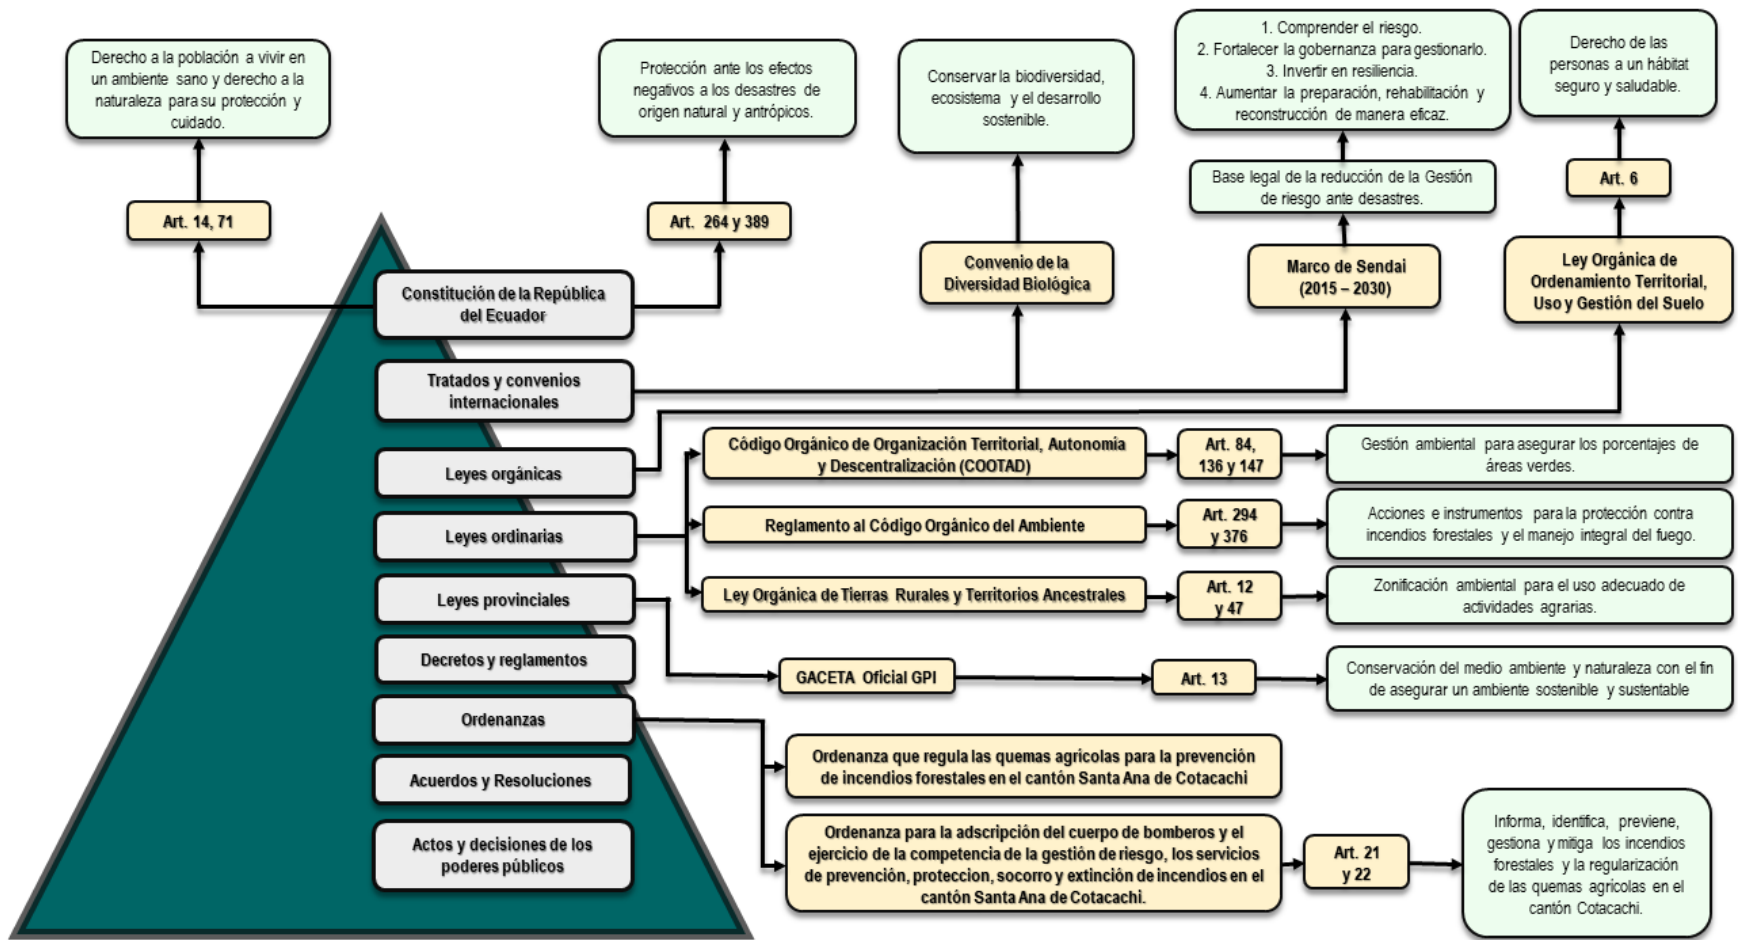 Derecho a la población a vivir en
un ambiente sano y derecho a la
naturaleza para su protección y
cuidado.
Protección ante los efectos
negativos a los desastres de
origen natural y antrópicos.
Conservar la biodiversidad,
ecosistema y el desarrollo
sostenible.
1. Comprender el riesgo.
2. Fortalecer la gobernanza para gestionarlo.
3. Invertir en resiliencia.
4. Aumentar la preparación, rehabilitación y
reconstrucción de manera eficaz.
Derecho de las
personas a un hábitat
seguro y saludable.
Base legal de la reducción de la Gestión
de riesgo ante desastres.
Art. 6
Art. 14, 71
Art. 264 y 389
Convenio de la
Diversidad Biológica
Marco de Sendai
(2015 – 2030)
Ley Orgánica de
Ordenamiento Territorial,
Uso y Gestión del Suelo
Constitución de la República
del Ecuador
Tratados y convenios
internacionales
Leyes orgánicas
Código Orgánico de Organización Territorial, Autonomía
y Descentralización (COOTAD)
Art. 84,
136 y 147
Gestión ambiental para asegurar los porcentajes de
áreas verdes.
Leyes ordinarias
Reglamento al Código Orgánico del Ambiente
Art. 294
y 376
Acciones e instrumentos para la protección contra
incendios forestales y el manejo integral del fuego.
Leyes provinciales
Ley Orgánica de Tierras Rurales y Territorios Ancestrales
Art. 12
y 47
Zonificación ambiental para el uso adecuado de
actividades agrarias.
Decretos y reglamentos
GACETA Oficial GPI
Art. 13
Conservación del medio ambiente y naturaleza con el fin
de asegurar un ambiente sostenible y sustentable
Ordenanzas
Ordenanza que regula las quemas agrícolas para la prevención
de incendios forestales en el cantón Santa Ana de Cotacachi
Acuerdos y Resoluciones
Actos y decisiones de los
poderes públicos
Ordenanza para la adscripción del cuerpo de bomberos y el
ejercicio de la competencia de la gestión de riesgo, los servicios
de prevención, proteccion, socorro y extinción de incendios en el
cantón Santa Ana de Cotacachi.
Art. 21
y 22
Informa, identifica, previene,
gestiona y mitiga los incendios
forestales y la regularización
de las quemas agrícolas en el
cantón Cotacachi.